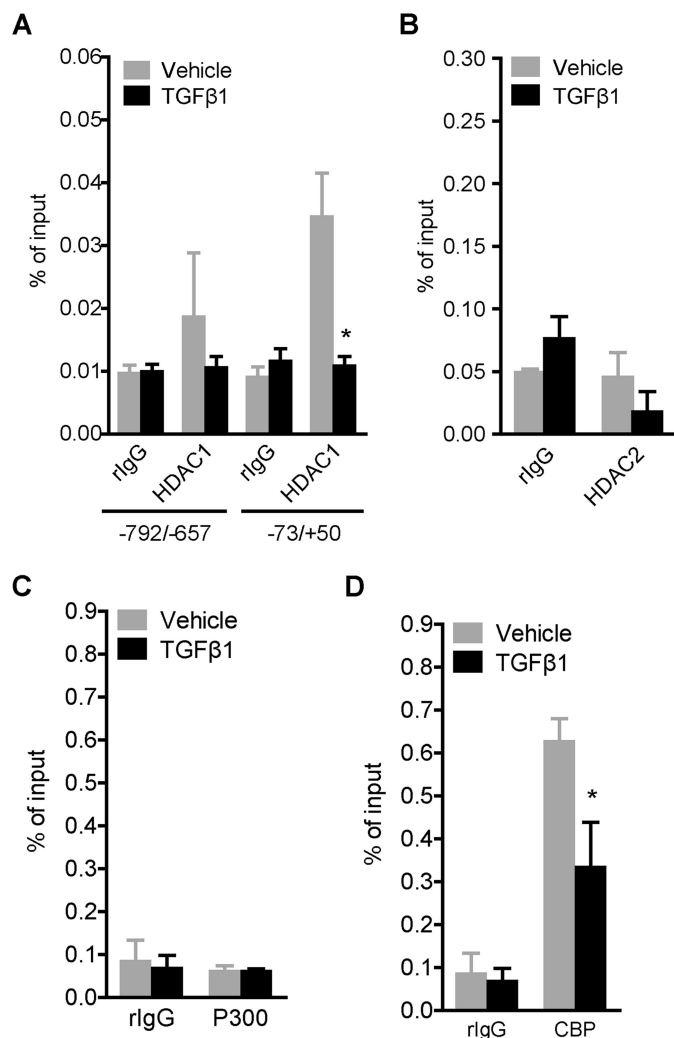 A
0.06
0.05
0.04
0.03
0.02
0.01
0.00
% of input
Vehicle
TGFβ1
*
rIgG
HDAC1
rIgG
HDAC1
-792/-657
-73/+50
B
0.30
0.25
0.20
0.15
0.10
0.05
0.00
% of input
Vehicle
TGFβ1
rIgG
HDAC2
C
0.9
0.8
0.7
0.6
0.5
0.4
0.3
0.2
0.1
0.0
% of input
Vehicle
TGFβ1
rIgG
P300
D
0.9
0.8
0.7
0.6
0.5
0.4
0.3
0.2
0.1
0.0
% of input
Vehicle
TGFβ1
*
rIgG
CBP